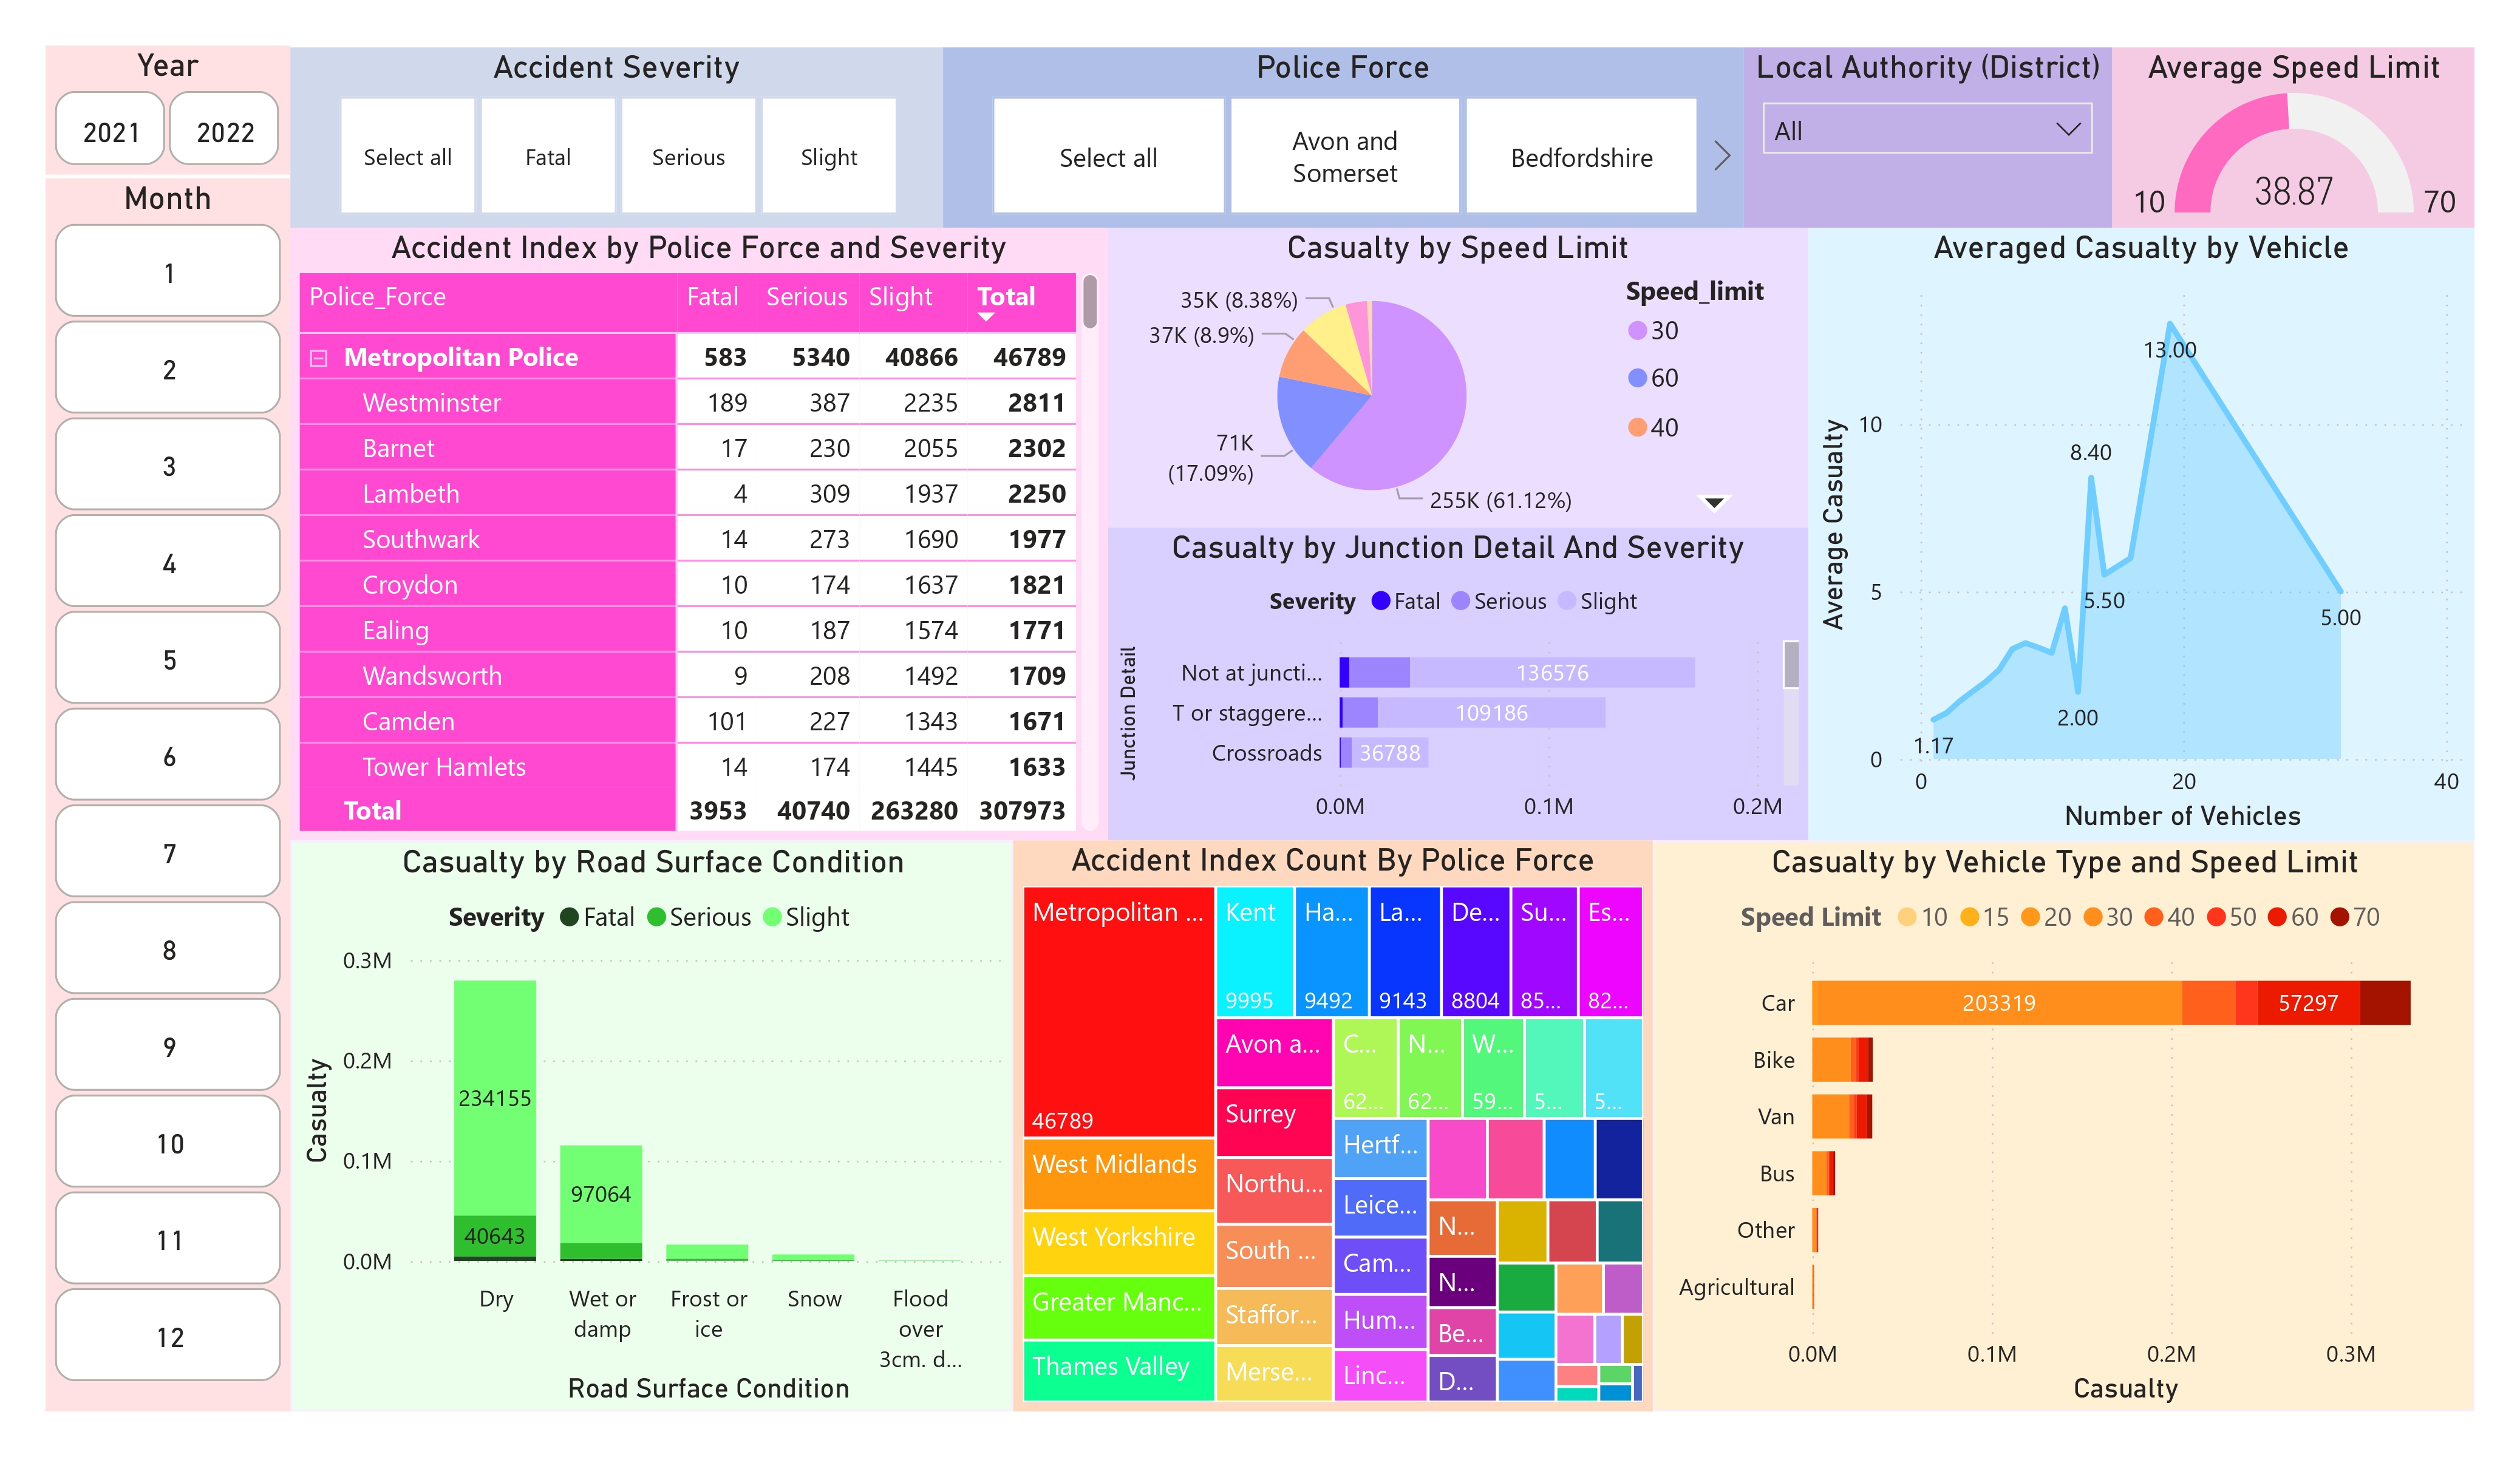 Year
2021 2022
Month
1
2
3
4
5
6
7
8
9
10
11
12
Accident Severity
Select all Fatal Serious Slight
Police Force
Select all
Avon and
Somerset
Bedfordshire
Local Authority (District)
All
Average Speed Limit
38.87
10 70
Accident Index by Police Force and Severity
Police_Force Fatal Serious Slight Total
Metropolitan Police 583 5340 40866 46789
Westminster 189 387 2235 2811
Barnet 17 230 2055 2302
Lambeth 4 309 1937 2250
Southwark 14 273 1690 1977
Croydon 10 174 1637 1821
Ealing 10 187 1574 1771
Wandsworth 9 208 1492 1709
Camden 101 227 1343 1671
Tower Hamlets 14 174 1445 1633
Total 3953 40740 263280 307973
Casualty by Speed Limit
35K (8.38%)
37K (8.9%)
71K
(17.09%)
255K (61.12%)
Speed_limit
30
60
40
Casualty by Junction Detail And Severity
Severity Fatal Serious Slight
Junction Detail
Not at juncti... 136576
T or staggere... 109186
Crossroads 36788
0.0M 0.1M 0.2M
Averaged Casualty by Vehicle
Average Casualty
10
5
0
13.00
8.40
5.50
5.00
2.00
1.17
0 20 40
Number of Vehicles
Casualty by Road Surface Condition
Severity Fatal Serious Slight
Casualty
0.3M
0.2M
0.1M
0.0M
234155
40643
97064
Dry
Wet or
damp
Frost or
ice
Snow
Flood
over
3cm. d...
Road Surface Condition
Accident Index Count By Police Force
Metropolitan ...
46789
West Midlands
West Yorkshire
Greater Manc...
Thames Valley
Kent Ha... La... De... Su... Es...
9995 9492 9143 8804 85... 82...
Avon a...
Surrey
Northu...
South ...
Staffor...
Merse...
C... N... W...
62... 62... 59... 5... 5...
Hertf...
Leice...
Cam...
Hum...
Linc...
N...
N...
Be...
D...
Casualty by Vehicle Type and Speed Limit
Speed Limit 10 15 20 30 40 50 60 70
Car 203319 57297
Bike
Van
Bus
Other
Agricultural
0.0M 0.1M 0.2M 0.3M
Casualty